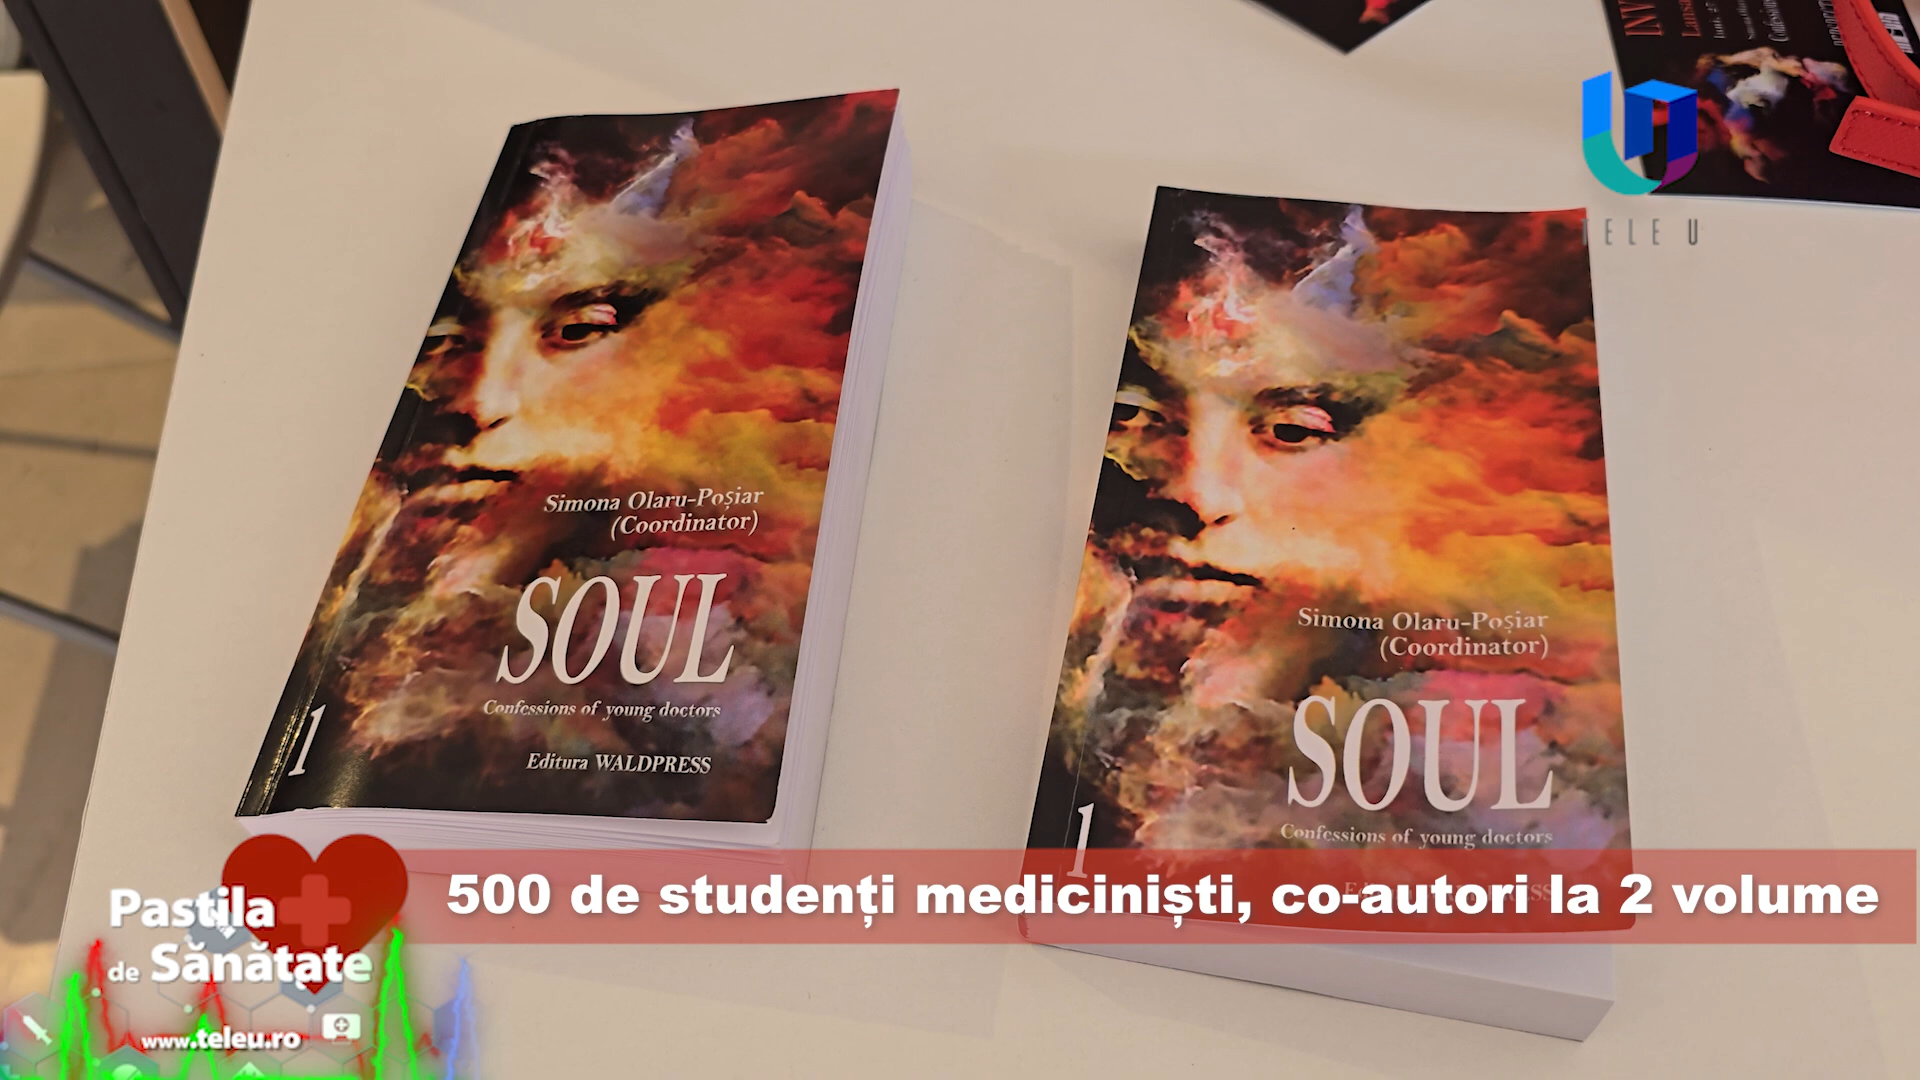 INV
Lansa
TELE U
Simona Olaru-Poșiar
(Coordinator)
SOUL
Confessions of young doctors
1
Editura WALDPRESS
Simona Olaru-Poșiar
(Coordinator)
SOUL
Confessions of young doctors
1
500 de studenți mediciniști, co-autori la 2 volume
Pastila
de Sănătate
www.teleu.ro